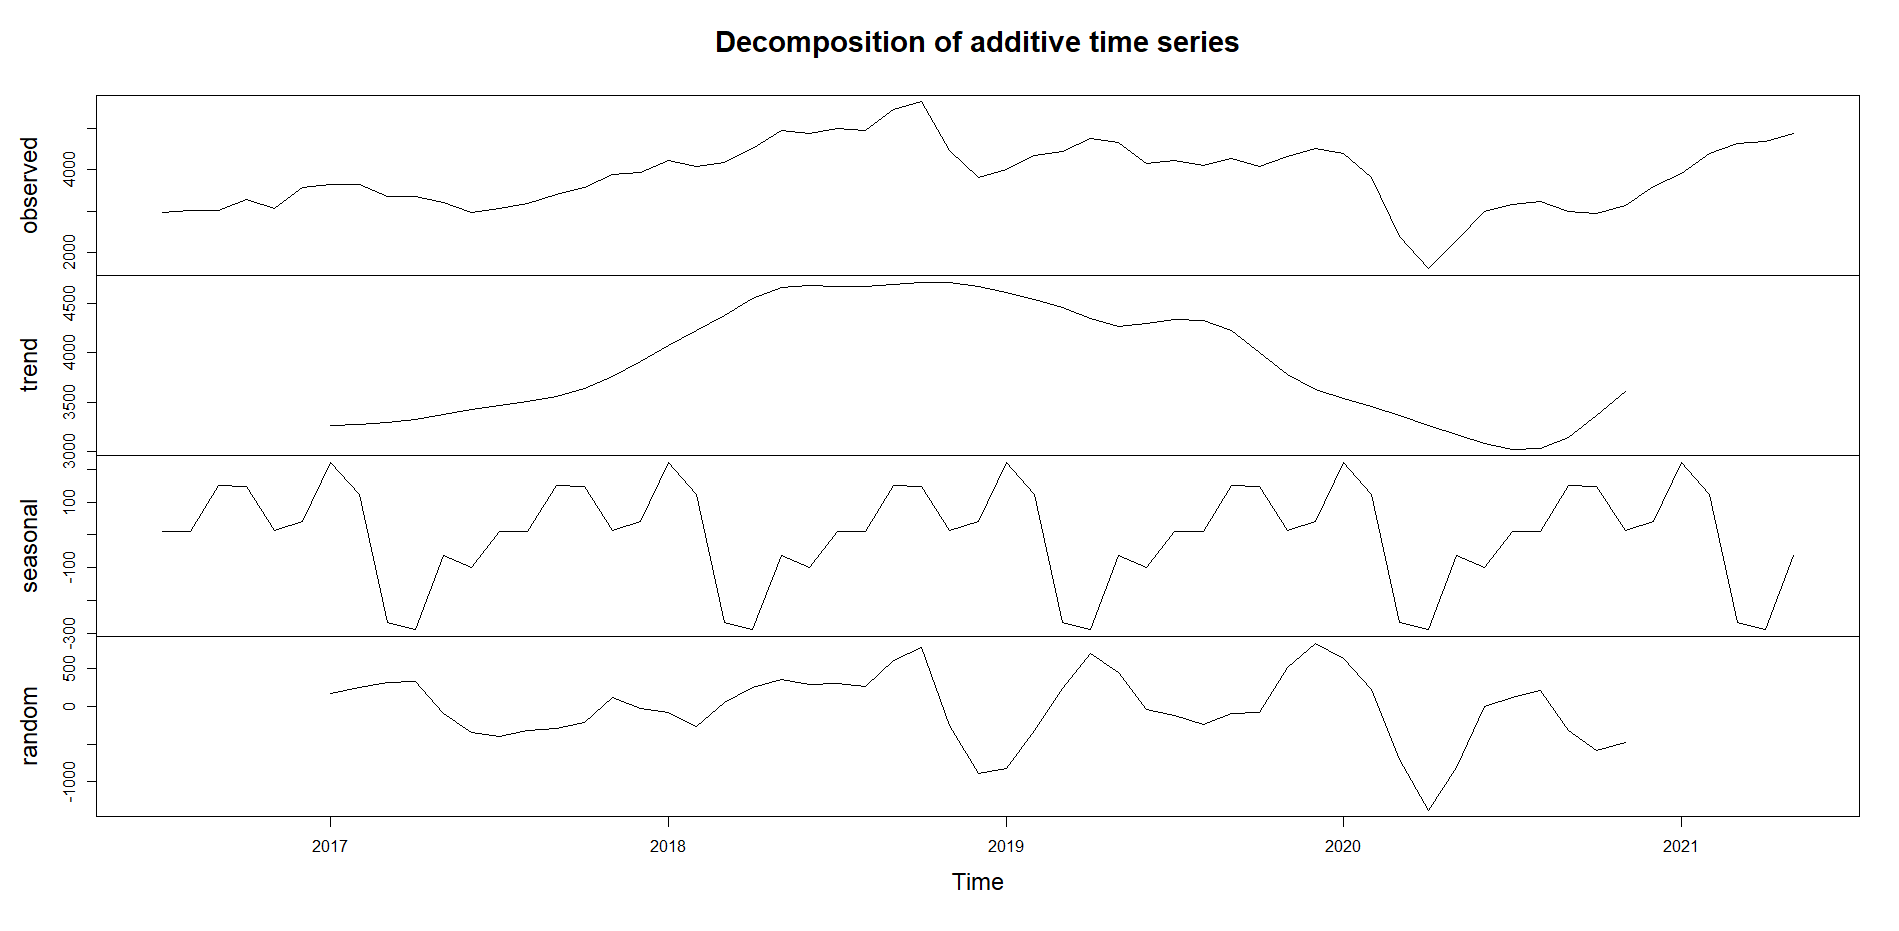 Decomposition of additive time series
observed
2000 4000
trend
3000 3500 4000 4500
seasonal
-300 -100 100
random
-1000 0 500
2017 2018 2019 2020 2021
Time